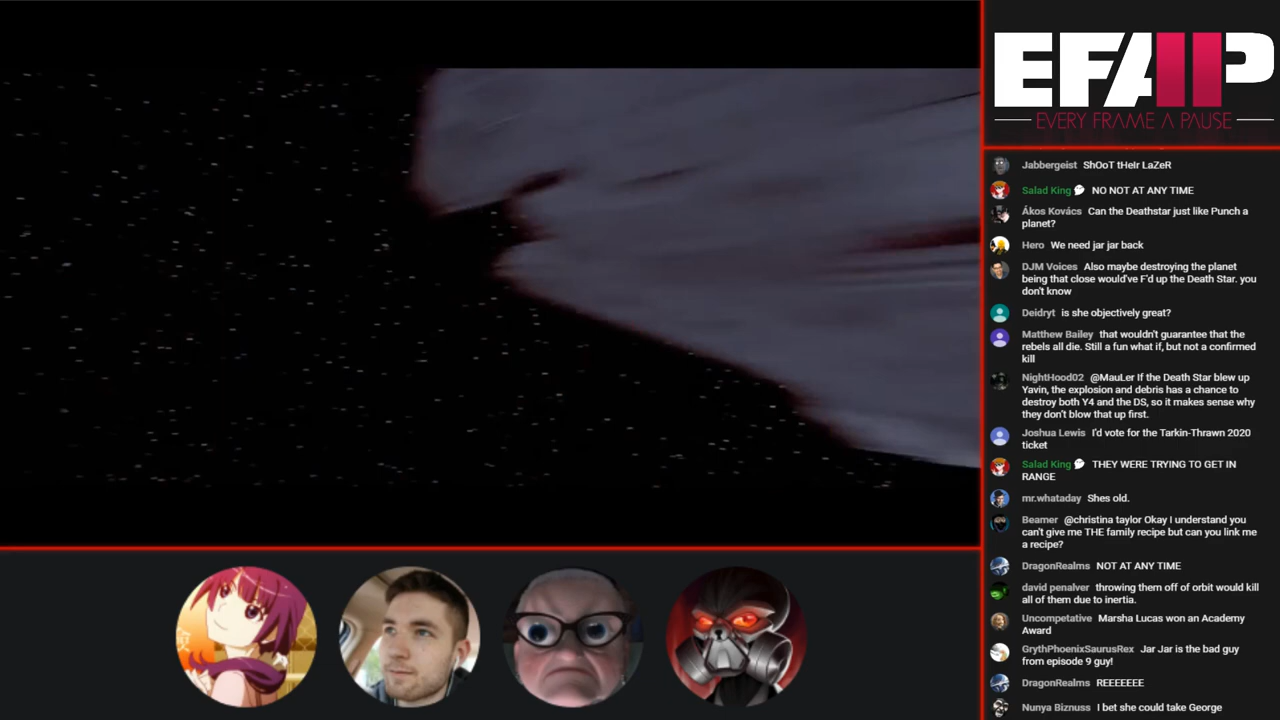 EFAP
EVERY FRAME A PAUSE
Jabbergeist ShOoT tHeIr LaZeR
Salad King NO NOT AT ANY TIME
Ákos Kovács Can the Deathstar just like Punch a
planet?
Hero We need jar jar back
DJM Voices Also maybe destroying the planet
being that close would've F'd up the Death Star. you
don't know
Deidryt is she objectively great?
Matthew Bailey that wouldn't guarantee that the
rebels all die. Still a fun what if, but not a confirmed
kill
NightHood02 @MauLer If the Death Star blew up
Yavin, the explosion and debris has a chance to
destroy both Y4 and the DS, so it makes sense why
they don't blow that up first.
Joshua Lewis I'd vote for the Tarkin-Thrawn 2020
ticket
Salad King THEY WERE TRYING TO GET IN
RANGE
mr.whataday Shes old.
Beamer @christina taylor Okay I understand you
can't give me THE family recipe but can you link me
a recipe?
DragonRealms NOT AT ANY TIME
david penalver throwing them off of orbit would kill
all of them due to inertia.
Uncompetative Marsha Lucas won an Academy
Award
GrythPhoenixSaurusRex Jar Jar is the bad guy
from episode 9 guy!
DragonRealms REEEEEEE
Nunya Biznuss I bet she could take George